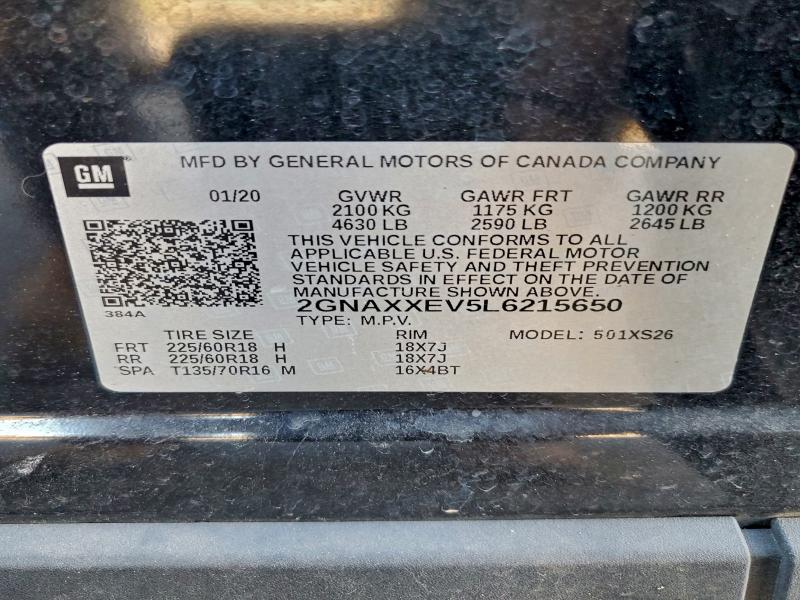 GM
MFD BY GENERAL MOTORS OF CANADA COMPANY
01/20 GVWR GAWR FRT GAWR RR
2100 KG 1175 KG 1200 KG
4630 LB 2590 LB 2645 LB
THIS VEHICLE CONFORMS TO ALL
APPLICABLE U.S. FEDERAL MOTOR
VEHICLE SAFETY AND THEFT PREVENTION
STANDARDS IN EFFECT ON THE DATE OF
MANUFACTURE SHOWN ABOVE.
2GNAXXEV5L6215650
384A
TYPE: M.P.V.
TIRE SIZE RIM MODEL: 501XS26
FRT 225/60R18 H 18X7J
RR 225/60R18 H 18X7J
SPA T135/70R16 M 16X4BT